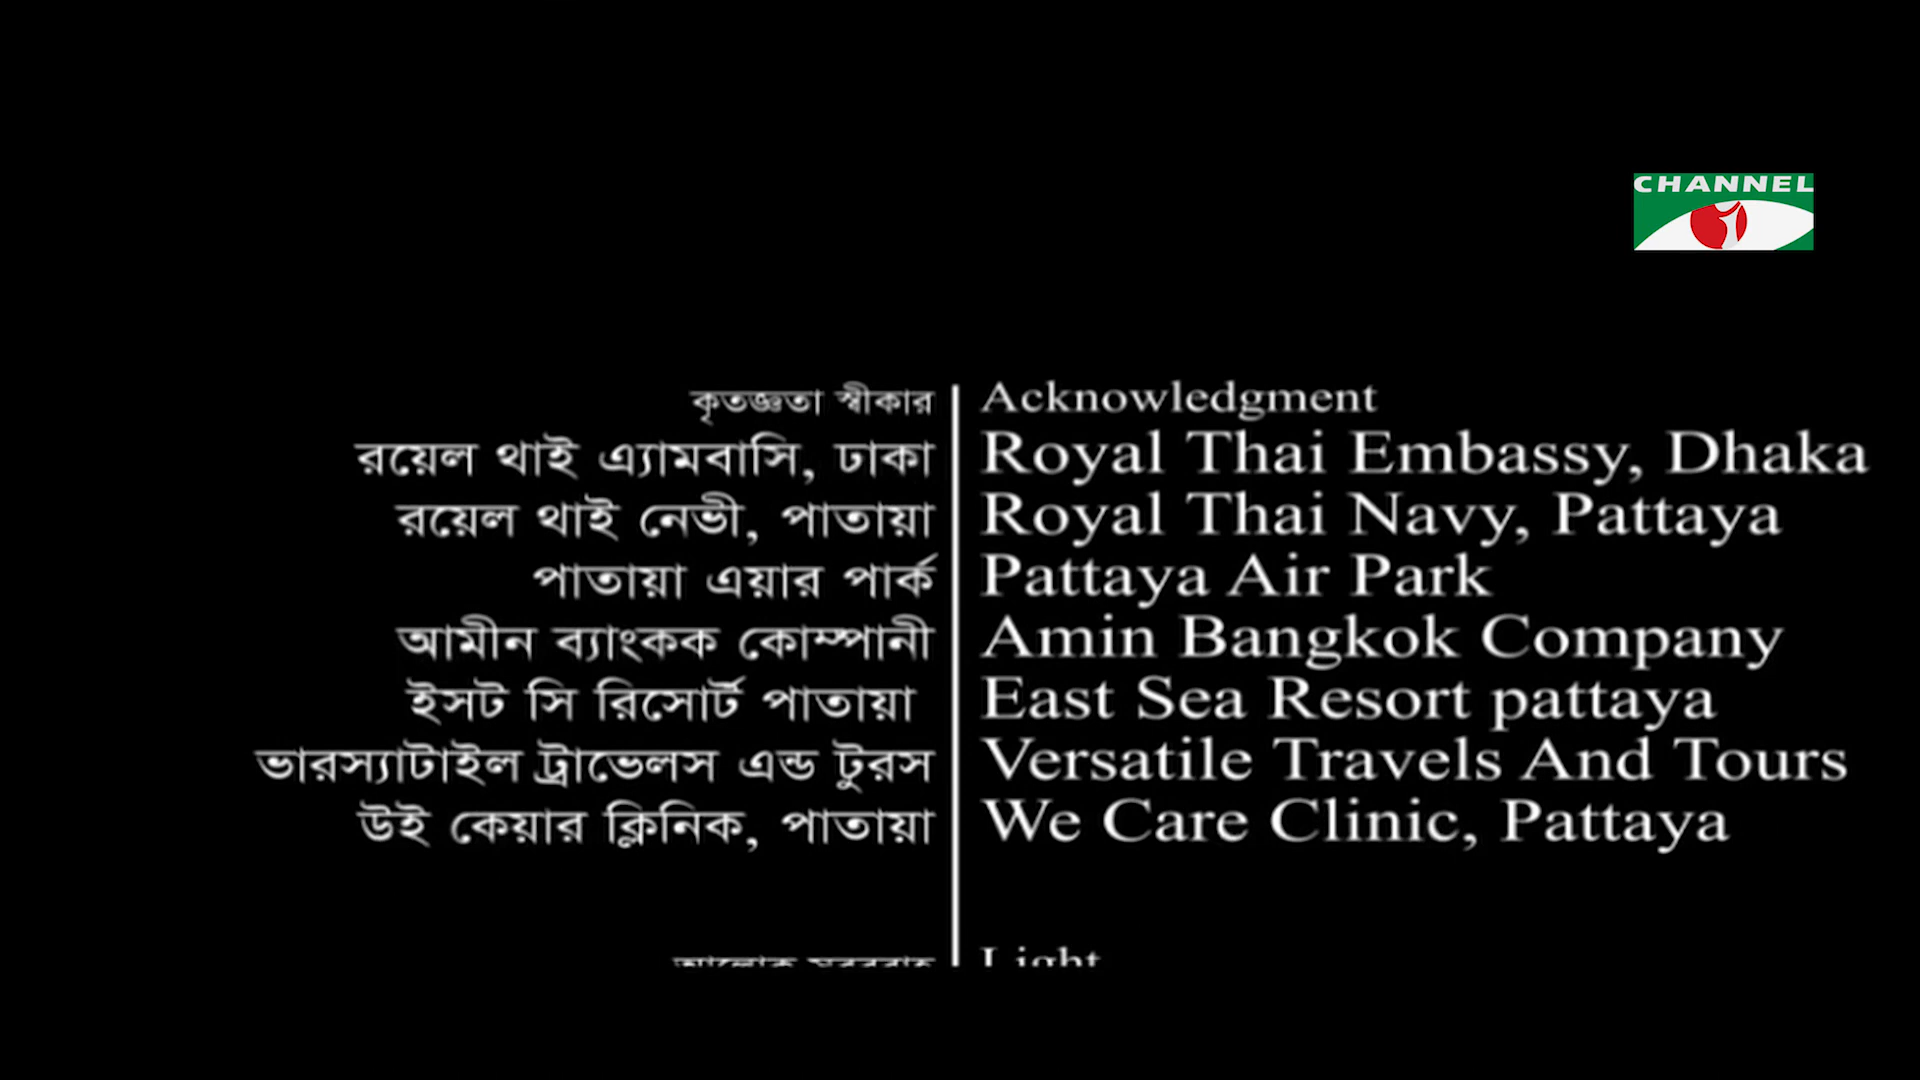 CHANNEL
কৃতজ্ঞতা স্বীকার
Acknowledgment
রয়েল থাই এ্যামবাসি, ঢাকা
Royal Thai Embassy, Dhaka
রয়েল থাই নেভী, পাতায়া
Royal Thai Navy, Pattaya
পাতায়া এয়ার পার্ক
Pattaya Air Park
আমীন ব্যাংকক কোম্পানী
Amin Bangkok Company
ইসট সি রিসোর্ট পাতায়া
East Sea Resort pattaya
ভারস্যাটাইল ট্রাভেলস এন্ড টুরস
Versatile Travels And Tours
উই কেয়ার ক্লিনিক, পাতায়া
We Care Clinic, Pattaya
Light